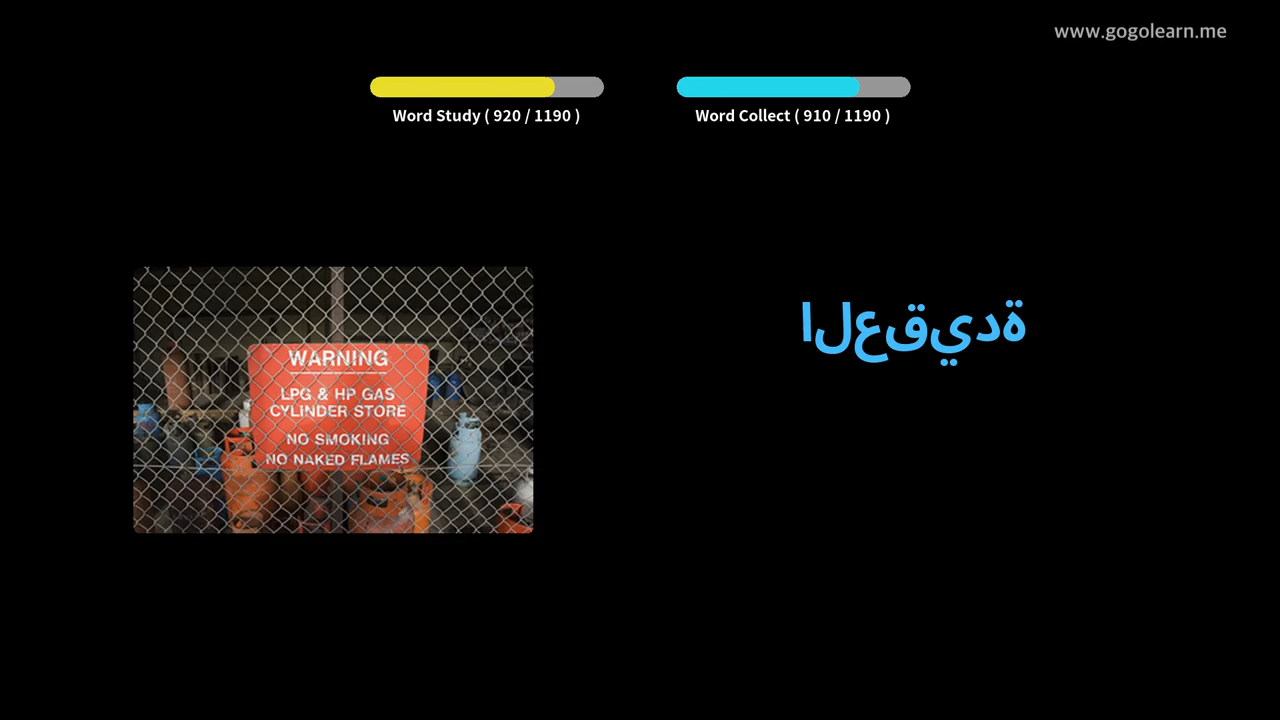 www.gogolearn.me
Word Study ( 920 / 1190 )
Word Collect ( 910 / 1190 )
العقيدة
WARNING
LPG & HP GAS
CYLINDER STORE
NO SMOKING
NO NAKED FLAMES